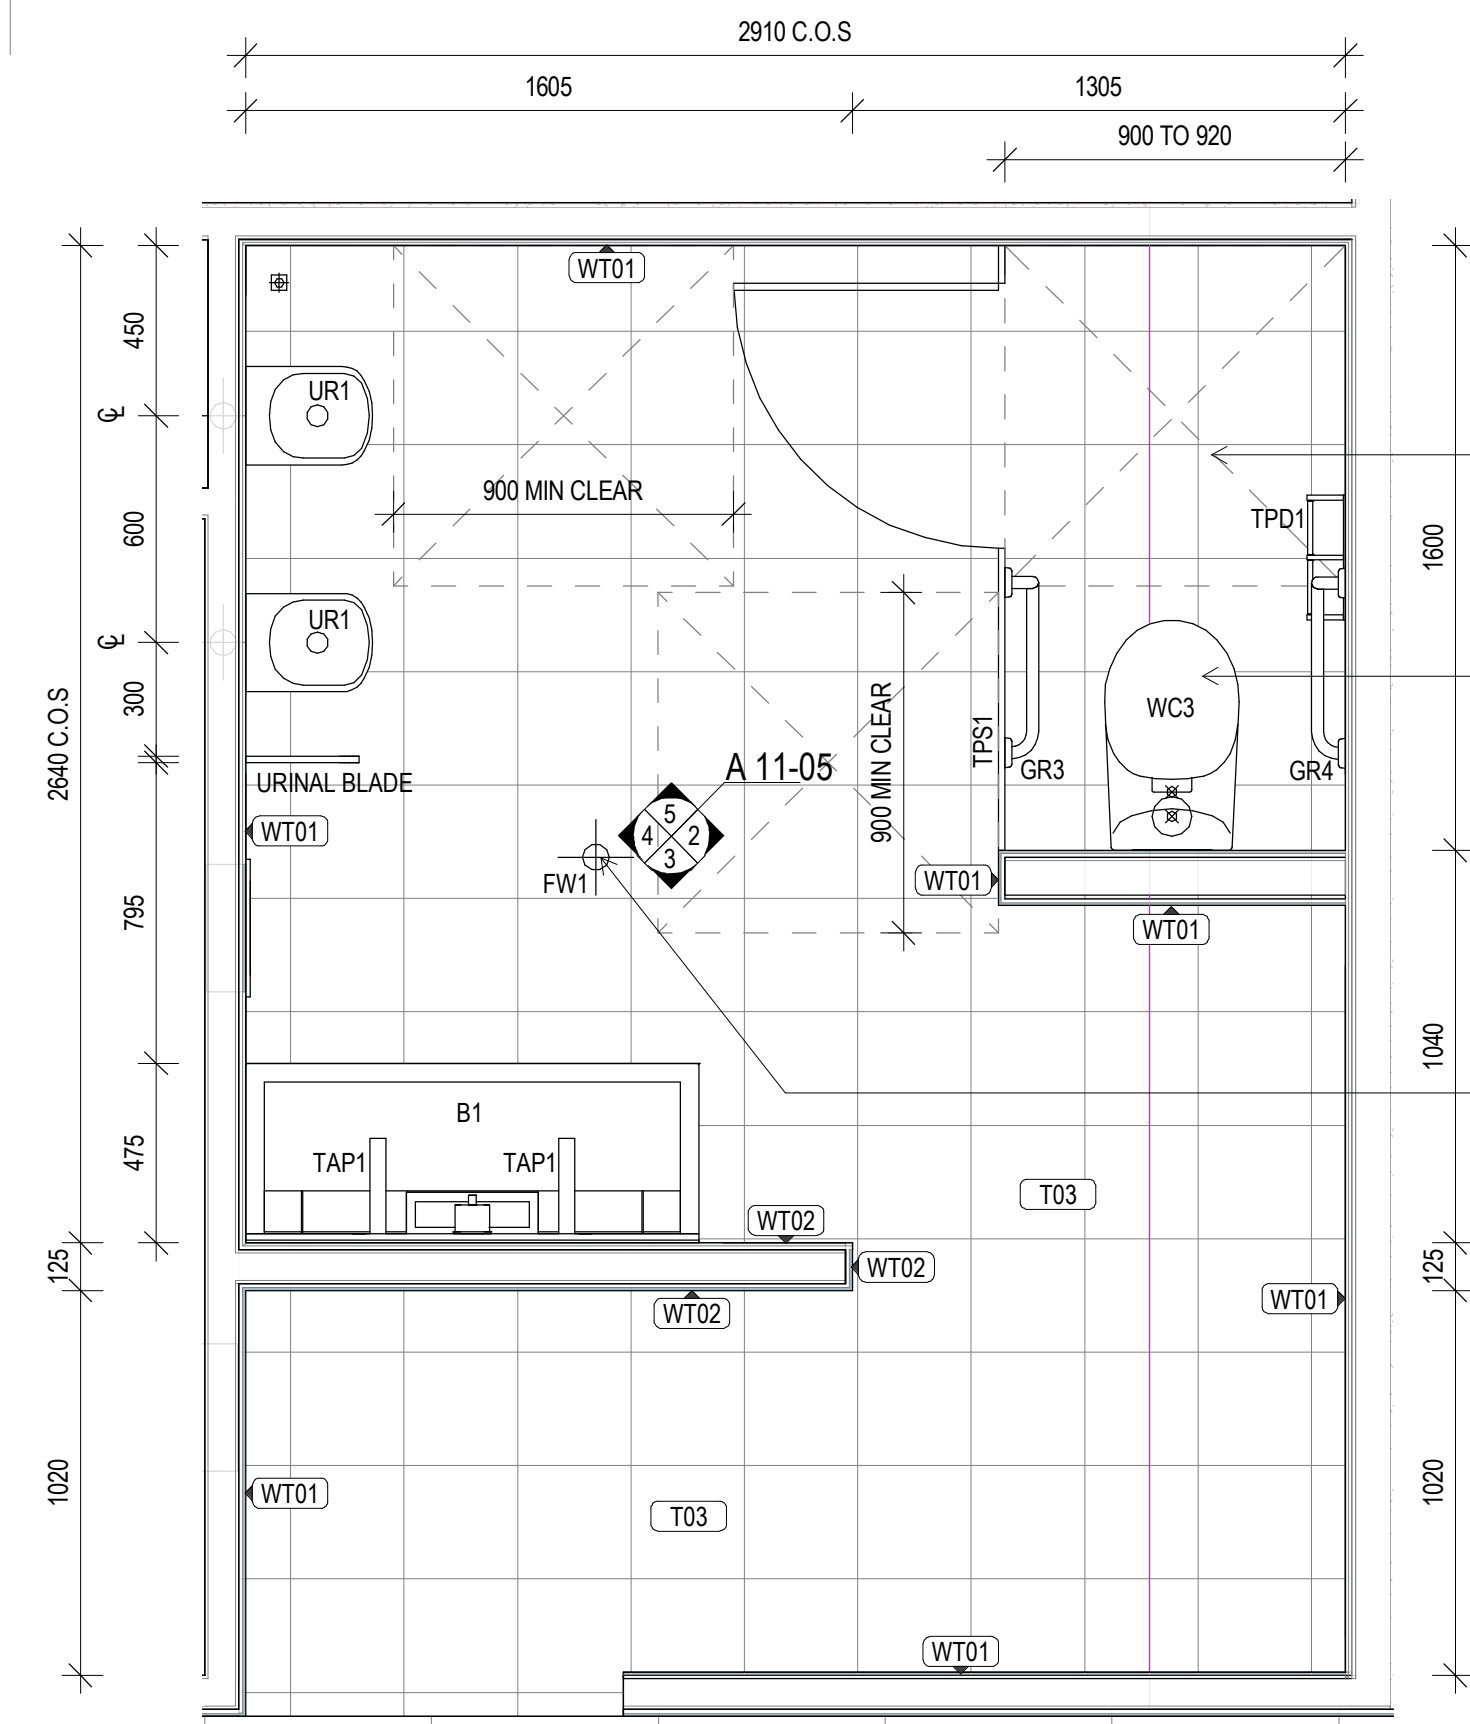 2910 C.O.S
1605
1305
900 TO 920
WT01
450
UR1
℄
900 MIN CLEAR
TPD1
600
1600
UR1
℄
300
2640 C.O.S
900 MIN CLEAR
TPS1
WC3
A 11-05
GR3
GR4
URINAL BLADE
5
4
2
3
WT01
FW1
WT01
WT01
795
1040
B1
475
TAP1
TAP1
T03
WT02
WT02
125
125
WT02
WT01
1020
1020
WT01
T03
WT01